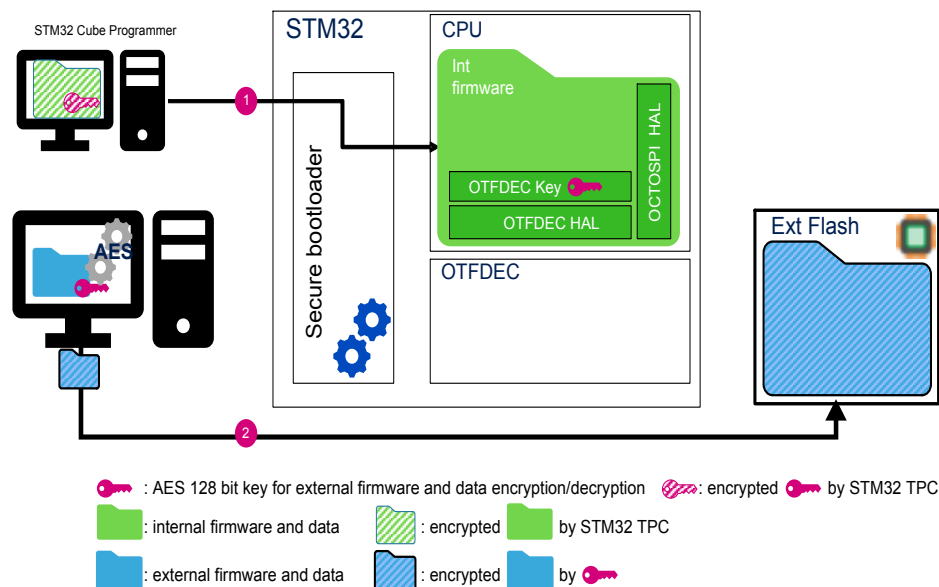 STM32 Cube Programmer
STM32
CPU
Int
firmware
1
OCTOSPI HAL
OTFDEC Key
OTFDEC HAL
Secure bootloader
AES
OTFDEC
Ext Flash
2
: AES 128 bit key for external firmware and data encryption/decryption : encrypted by STM32 TPC
: internal firmware and data : encrypted by STM32 TPC
: external firmware and data : encrypted by